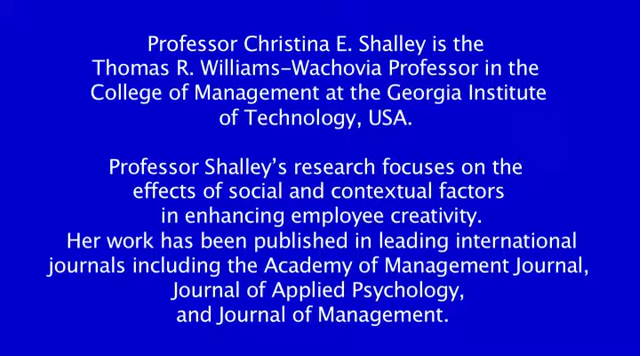 Professor Christina E. Shalley is the
Thomas R. Williams–Wachovia Professor in the
College of Management at the Georgia Institute
of Technology, USA.
Professor Shalley’s research focuses on the
effects of social and contextual factors
in enhancing employee creativity.
Her work has been published in leading international
journals including the Academy of Management Journal,
Journal of Applied Psychology,
and Journal of Management.